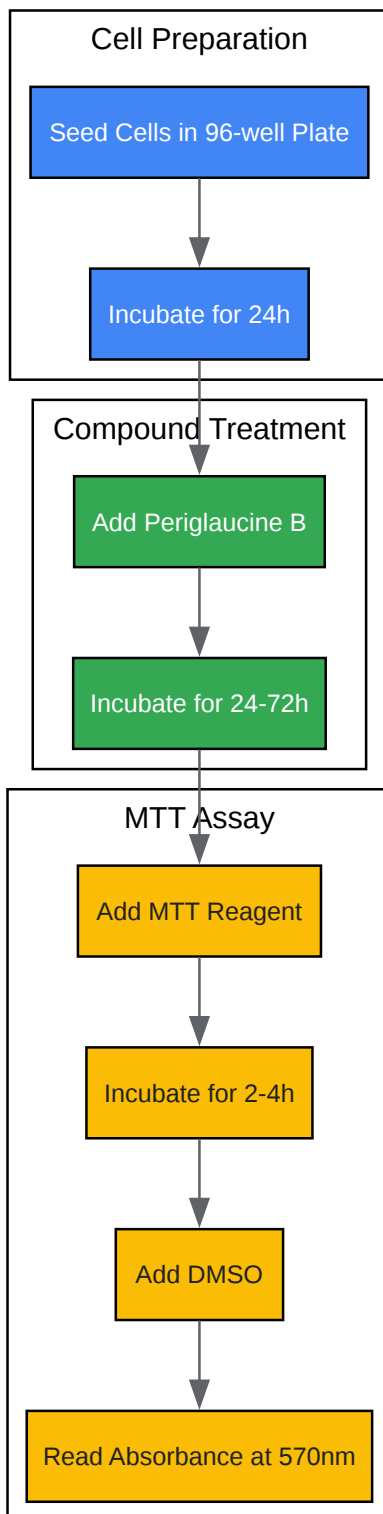 Cell Preparation
Seed Cells in 96-well Plate
Incubate for 24h
Compound Treatment
Add Periglaucine B
Incubate for 24-72h
MTT Assay
Add MTT Reagent
Incubate for 2-4h
Add DMSO
Read Absorbance at 570nm